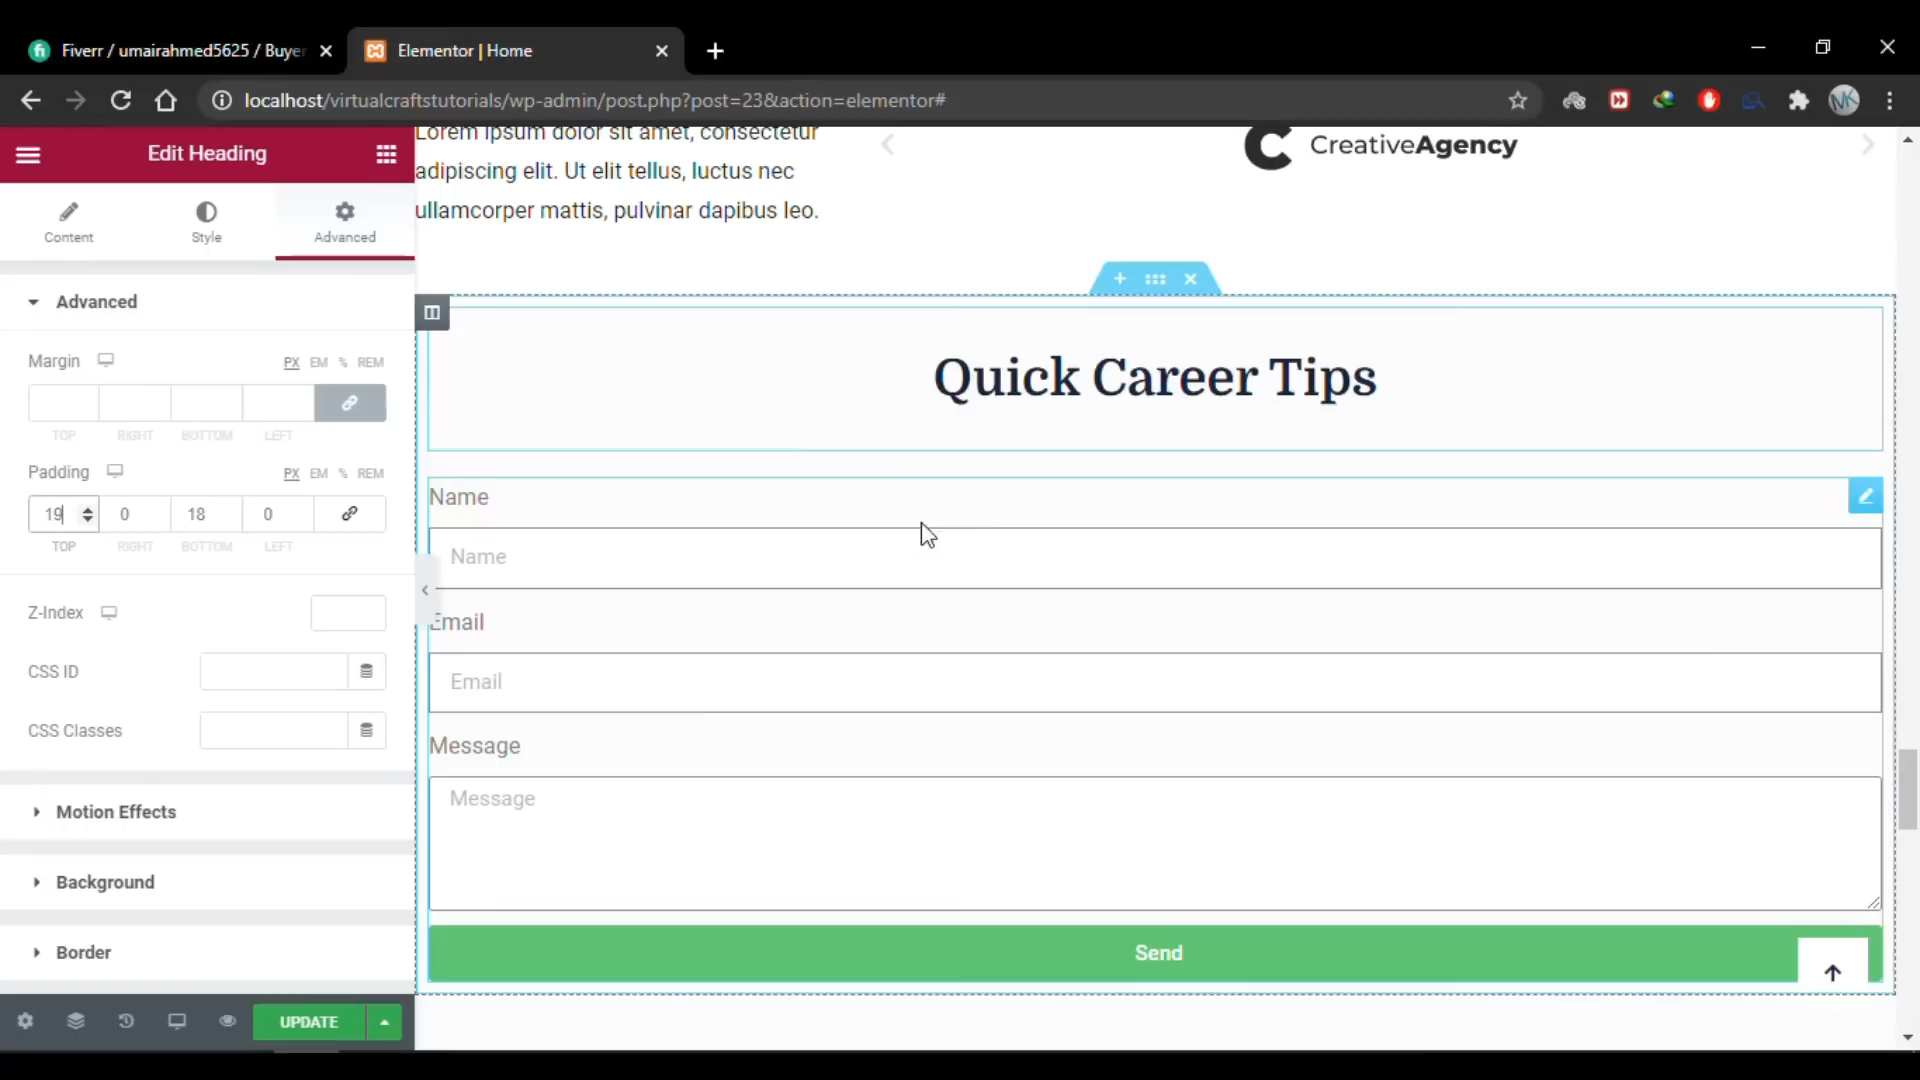 Fiverr / umairahmed5625 / Buye
Elementor | Home
localhost/virtualcraftstutorials/wp-admin/post.php?post=23&action=elementor#
Edit Heading
Content
Style
Advanced
Advanced
Margin
PX EM % REM
TOP RIGHT BOTTOM LEFT
Padding
PX EM % REM
19 0 18 0
TOP RIGHT BOTTOM LEFT
Z-Index
CSS ID
CSS Classes
Motion Effects
Background
Border
UPDATE
Lorem ipsum dolor sit amet, consectetur
adipiscing elit. Ut elit tellus, luctus nec
ullamcorper mattis, pulvinar dapibus leo.
C CreativeAgency
Quick Career Tips
Name
Name
Email
Email
Message
Message
Send